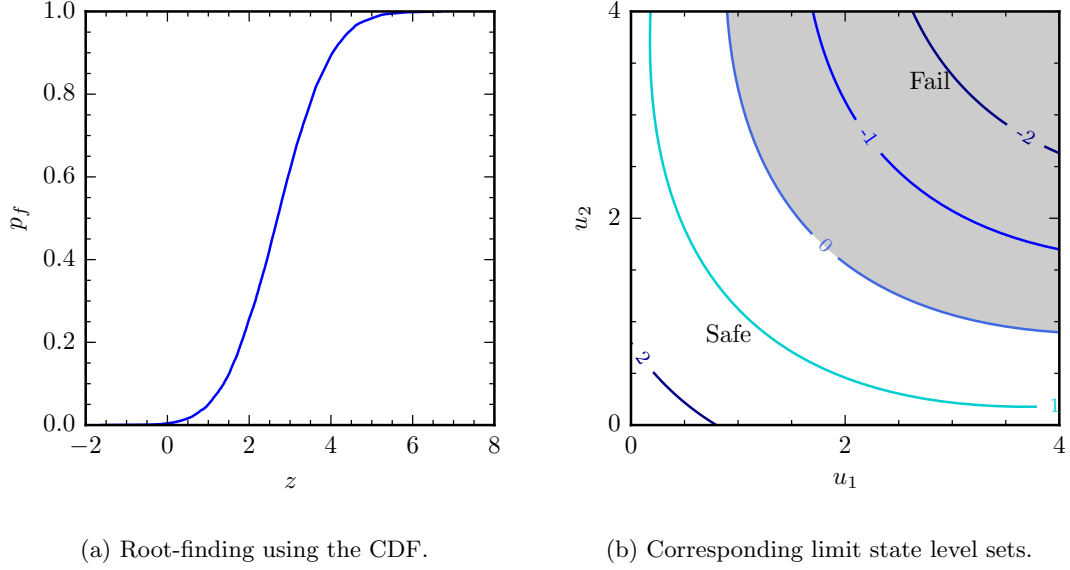 1.0
0.8
0.6
0.4
0.2
0.0
−2
0
2
4
6
8
p_f
z
4
2
0
0
2
4
u_2
u_1
Fail
Safe
-2
-1
0
1
2
(a) Root-finding using the CDF.
(b) Corresponding limit state level sets.